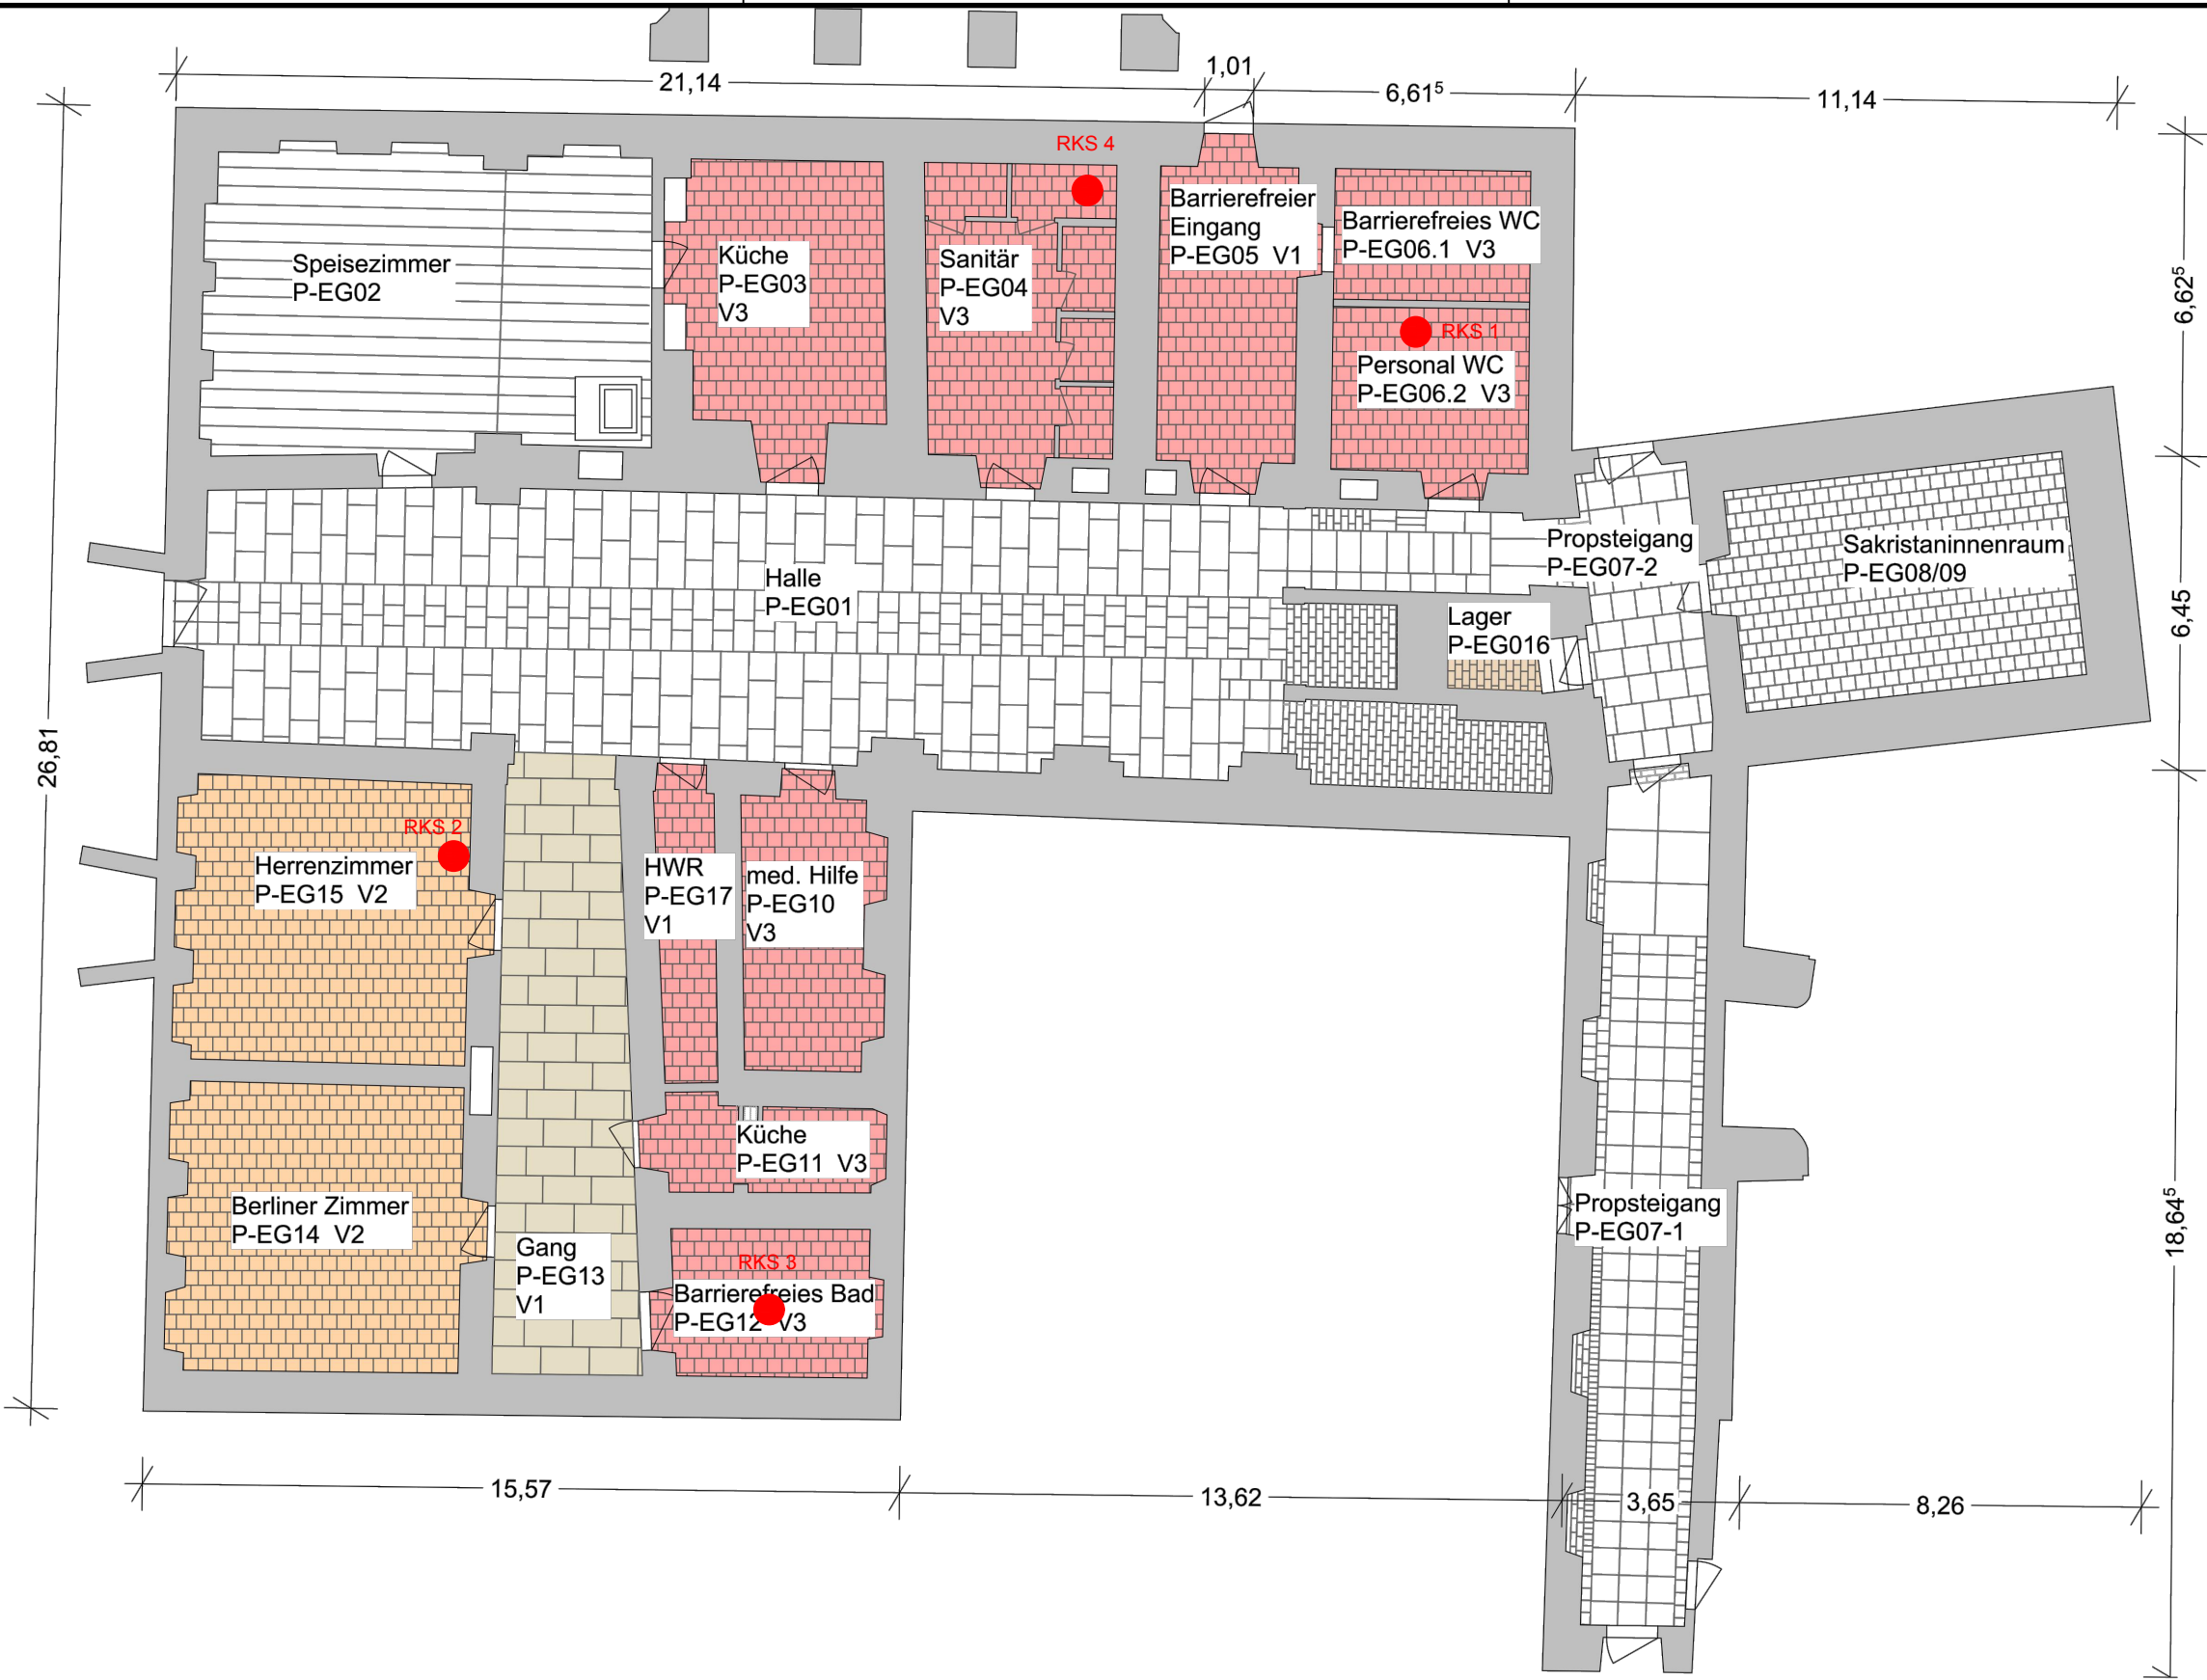 21,14
1,01
6,61⁵
11,14
RKS 4
Speisezimmer
P-EG02
Küche
P-EG03
V3
Sanitär
P-EG04
V3
Barrierefreier
Eingang
P-EG05 V1
Barrierefreies WC
P-EG06.1 V3
RKS 1
Personal WC
P-EG06.2 V3
6,62⁵
Halle
P-EG01
Propsteigang
P-EG07-2
Sakristaninnenraum
P-EG08/09
Lager
P-EG016
6,45
26,81
RKS 2
Herrenzimmer
P-EG15 V2
HWR
P-EG17
V1
med. Hilfe
P-EG10
V3
Küche
P-EG11 V3
Berliner Zimmer
P-EG14 V2
Gang
P-EG13
V1
RKS 3
Barrierefreies Bad
P-EG12 V3
Propsteigang
P-EG07-1
18,64⁵
15,57
13,62
3,65
8,26